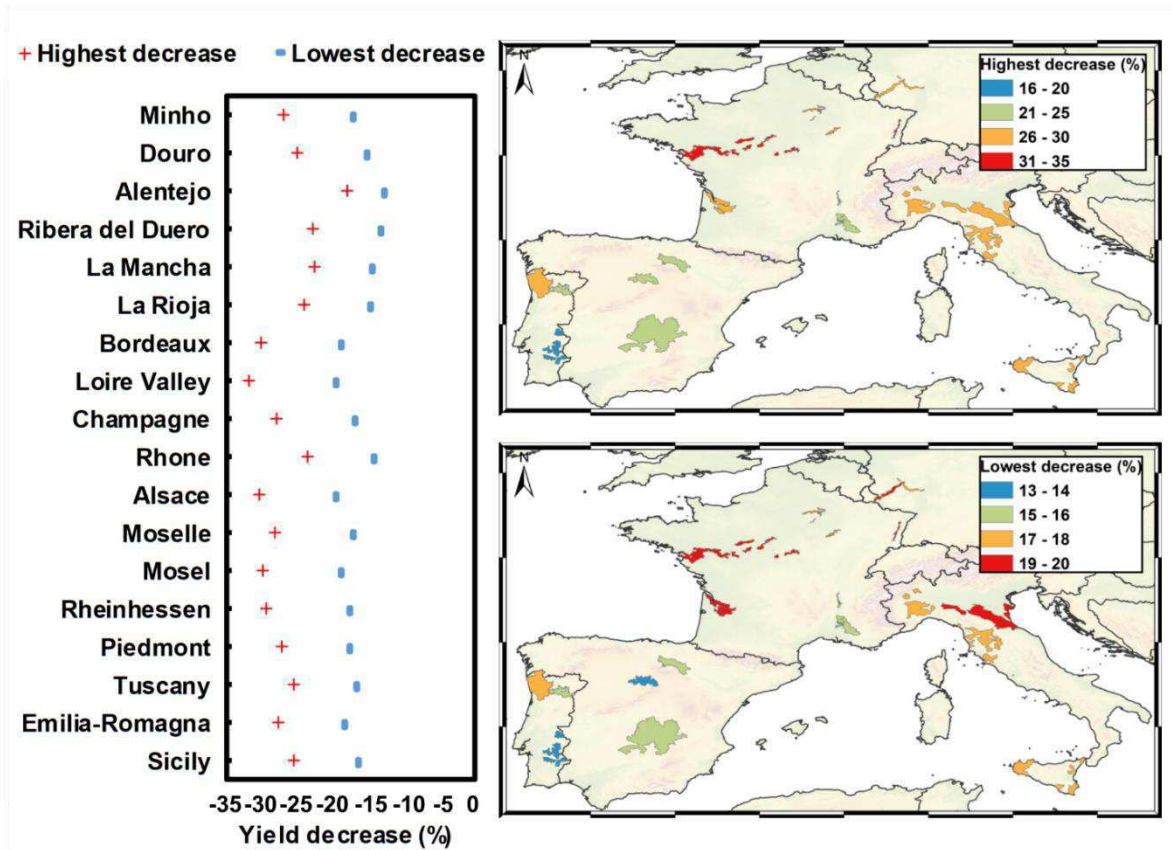 Highest decrease
Lowest decrease
Minho
Douro
Alentejo
Ribera del Duero
La Mancha
La Rioja
Bordeaux
Loire Valley
Champagne
Rhone
Alsace
Moselle
Mosel
Rheinhessen
Piedmont
Tuscany
Emilia-Romagna
Sicily
-35 -30 -25 -20 -15 -10 -5 0
Yield decrease (%)
N
Highest decrease (%)
16 - 20
21 - 25
26 - 30
31 - 35
N
Lowest decrease (%)
13 - 14
15 - 16
17 - 18
19 - 20